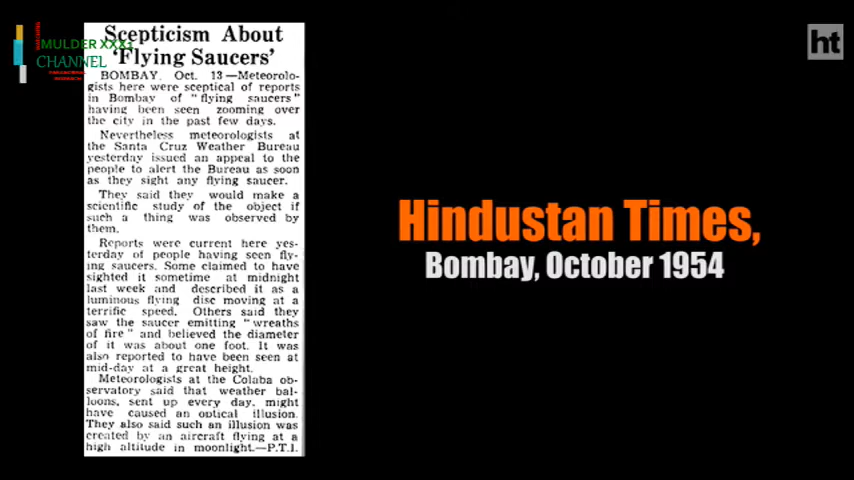 Scepticism About
'Flying Saucers'
BOMBAY, Oct. 13—Meteorolo-
gists here were sceptical of reports
in Bombay of "flying saucers"
having been seen zooming over
the city in the past few days.
Nevertheless meteorologists at
the Santa Cruz Weather Bureau
yesterday issued an appeal to the
people to alert the Bureau as soon
as they sight any flying saucer.
They said they would make a
scientific study of the object if
such a thing was observed by
them.
Reports were current here yes-
terday of people having seen fly-
ing saucers. Some claimed to have
sighted it sometime at midnight
last week and described it as a
luminous flying disc moving at a
terrific speed. Others said they
saw the saucer emitting "wreaths
of fire" and believed the diameter
of it was about one foot. It was
also reported to have been seen at
mid-day at a great height.
Meteorologists at the Colaba ob-
servatory said that weather bal-
loons, sent up every day, might
have caused an optical illusion.
They also said such an illusion was
created by an aircraft flying at a
high altitude in moonlight.—P.T.I.
MULDER XXX1
CHANNEL
ht
Hindustan Times,
Bombay, October 1954